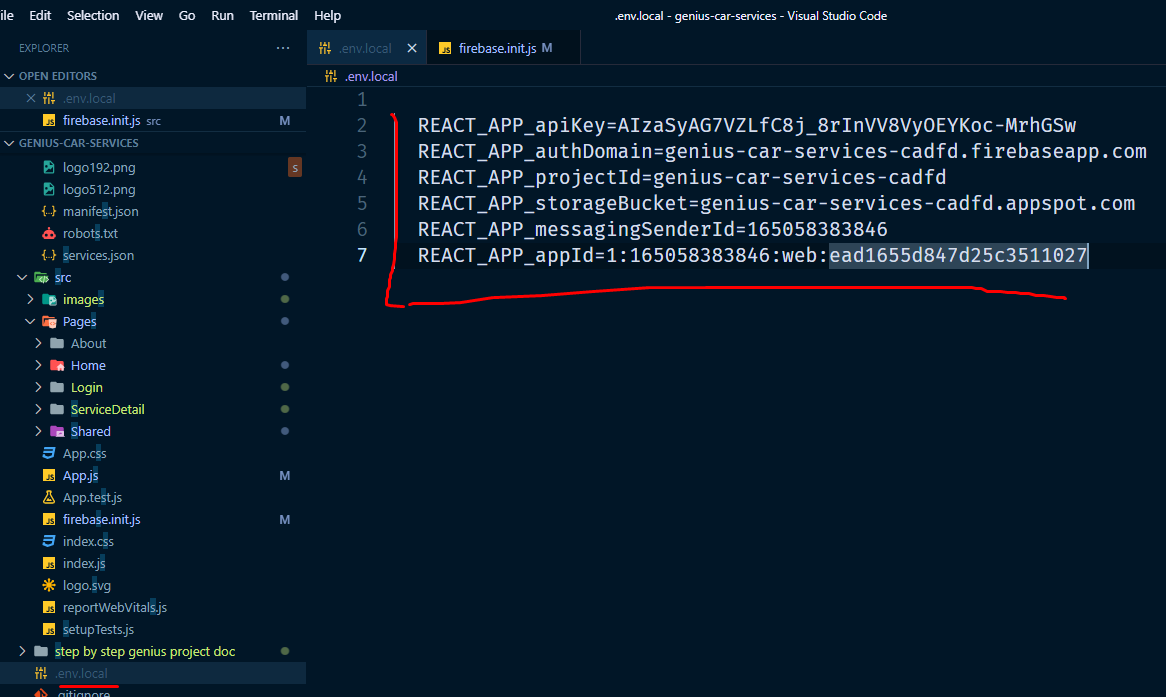 ile Edit Selection View Go Run Terminal Help .env.local - genius-car-services - Visual Studio Code
EXPLORER ...
OPEN EDITORS
.env.local
firebase.init.js src M
GENIUS-CAR-SERVICES
logo192.png s
logo512.png
manifest.json
robots.txt
services.json
src
images
Pages
About
Home
Login
ServiceDetail
Shared
App.css
App.js M
App.test.js
firebase.init.js M
index.css
index.js
logo.svg
reportWebVitals.js
setupTests.js
step by step genius project doc
.env.local
.gitignore
.env.local firebase.init.js M
.env.local
1
2 REACT_APP_apiKey=AIzaSyAG7VZLfC8j_8rInVV8VyOEYKoc-MrhGSw
3 REACT_APP_authDomain=genius-car-services-cadfd.firebaseapp.com
4 REACT_APP_projectId=genius-car-services-cadfd
5 REACT_APP_storageBucket=genius-car-services-cadfd.appspot.com
6 REACT_APP_messagingSenderId=165058383846
7 REACT_APP_appId=1:165058383846:web:ead1655d847d25c3511027